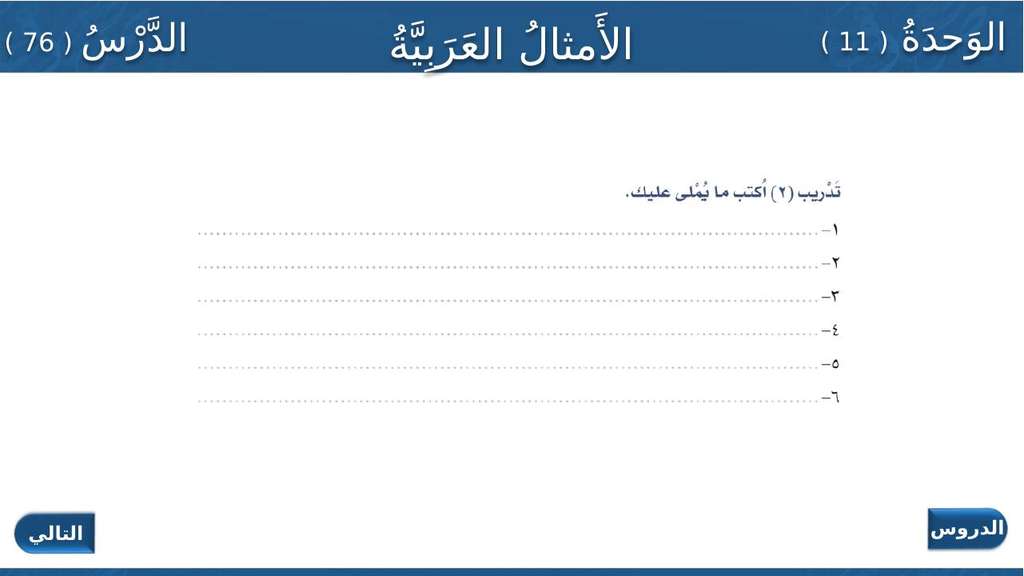 الوَحدَةُ ( 11 )
الأَمثالُ العَرَبِيَّةُ
الدَّرْسُ ( 76 )
تَدْريب (٢) اُكتب ما يُمْلى عليك.
١– ........................................................................................................
٢– ........................................................................................................
٣– ........................................................................................................
٤– ........................................................................................................
٥– ........................................................................................................
٦– ........................................................................................................
الدروس
التالي